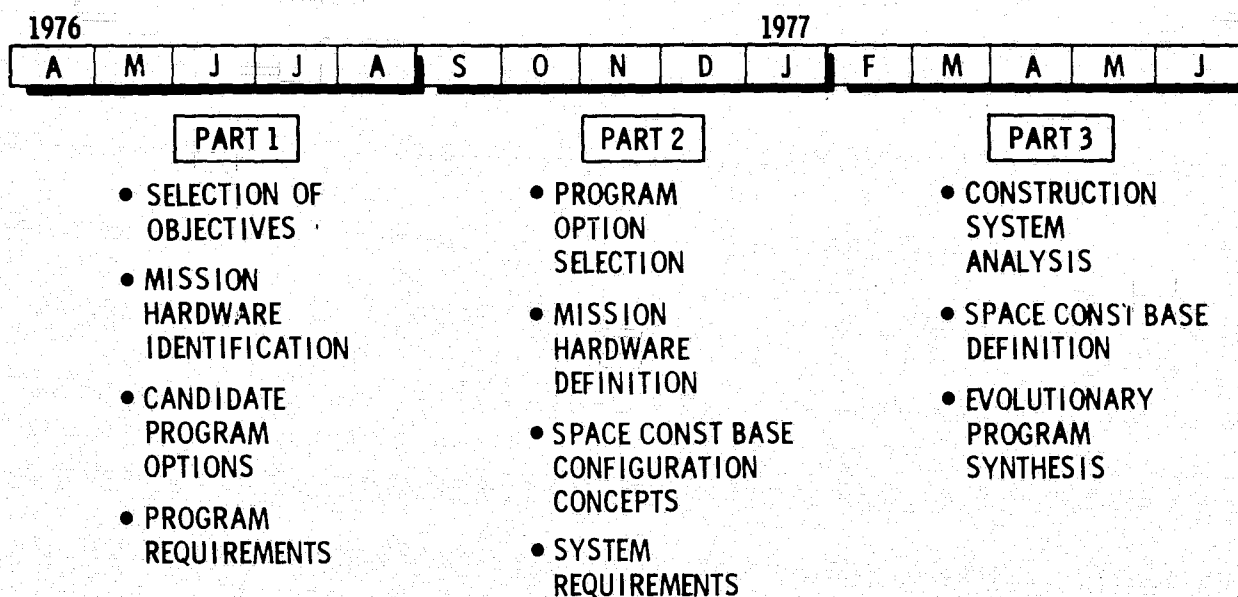 1976 1977
A M J J A S O N D J F M A M J
PART 1
• SELECTION OF
OBJECTIVES
• MISSION
HARDWARE
IDENTIFICATION
• CANDIDATE
PROGRAM
OPTIONS
• PROGRAM
REQUIREMENTS
PART 2
• PROGRAM
OPTION
SELECTION
• MISSION
HARDWARE
DEFINITION
• SPACE CONST BASE
CONFIGURATION
CONCEPTS
• SYSTEM
REQUIREMENTS
PART 3
• CONSTRUCTION
SYSTEM
ANALYSIS
• SPACE CONST BASE
DEFINITION
• EVOLUTIONARY
PROGRAM
SYNTHESIS